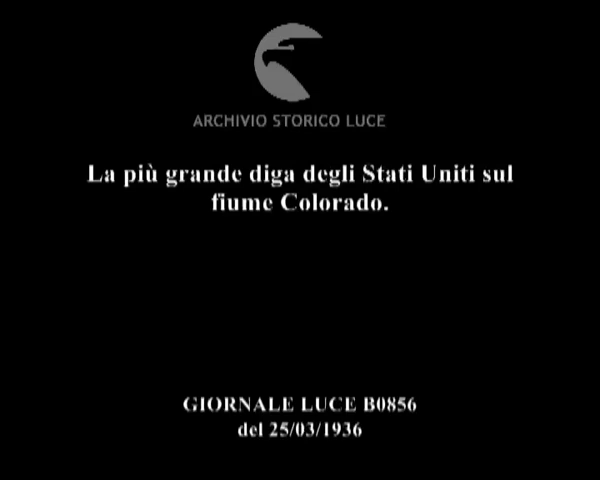 ARCHIVIO STORICO LUCE
La più grande diga degli Stati Uniti sul
fiume Colorado.
GIORNALE LUCE B0856
del 25/03/1936